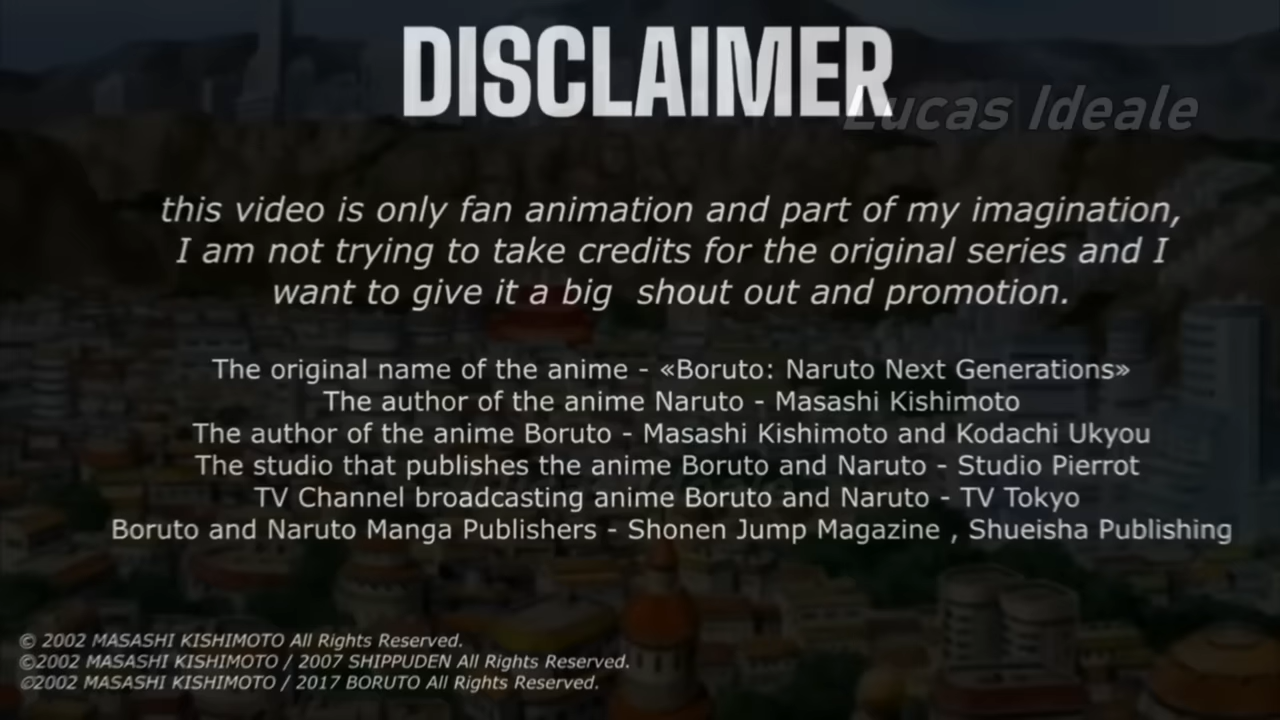 DISCLAIMER
Lucas Ideale
this video is only fan animation and part of my imagination,
I am not trying to take credits for the original series and I
want to give it a big shout out and promotion.
The original name of the anime - «Boruto: Naruto Next Generations»
The author of the anime Naruto - Masashi Kishimoto
The author of the anime Boruto - Masashi Kishimoto and Kodachi Ukyou
The studio that publishes the anime Boruto and Naruto - Studio Pierrot
TV Channel broadcasting anime Boruto and Naruto - TV Tokyo
Boruto and Naruto Manga Publishers - Shonen Jump Magazine , Shueisha Publishing
© 2002 MASASHI KISHIMOTO All Rights Reserved.
©2002 MASASHI KISHIMOTO / 2007 SHIPPUDEN All Rights Reserved.
©2002 MASASHI KISHIMOTO / 2017 BORUTO All Rights Reserved.